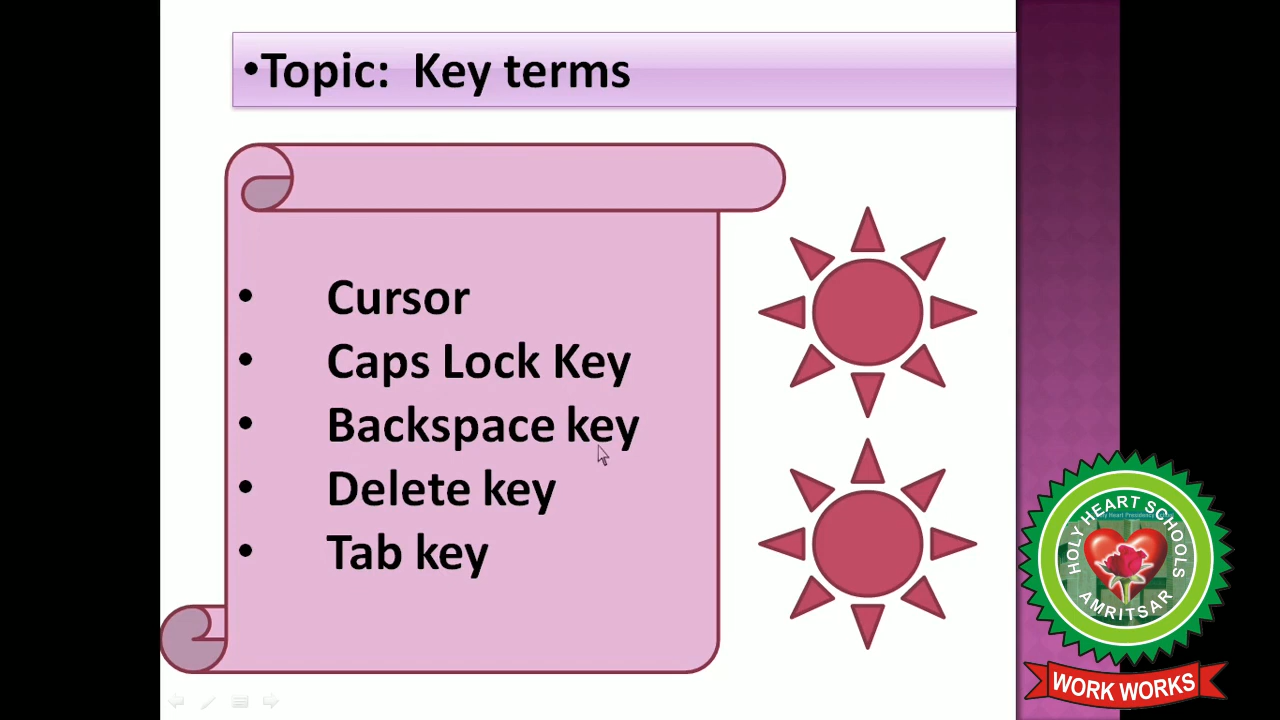 •Topic:  Key terms
• Cursor
• Caps Lock Key
• Backspace key
• Delete key
• Tab key
HOLY HEART SCHOOLS
AMRITSAR
WORK WORKS